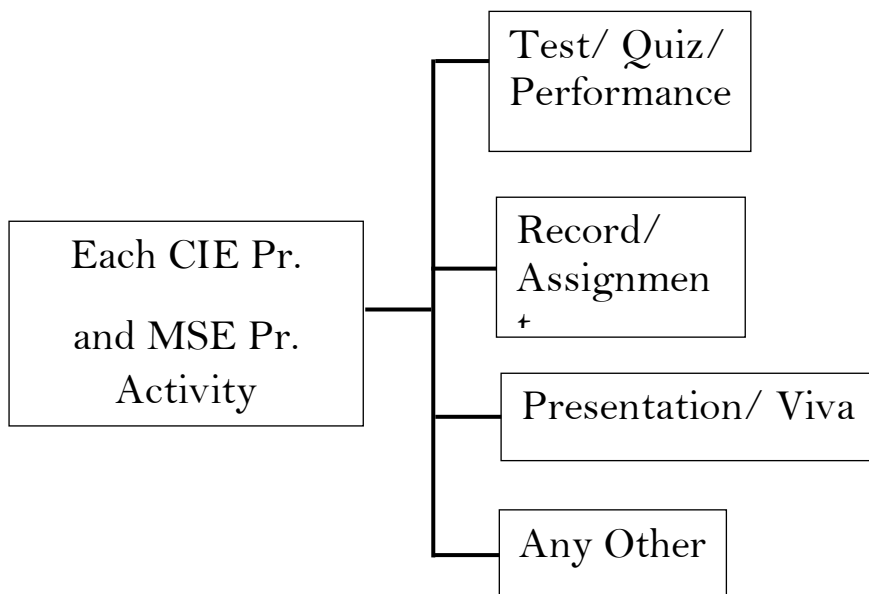 Each CIE Pr.
and MSE Pr.
Activity
Test/ Quiz/
Performance
Record/
Assignmen
t
Presentation/ Viva
Any Other